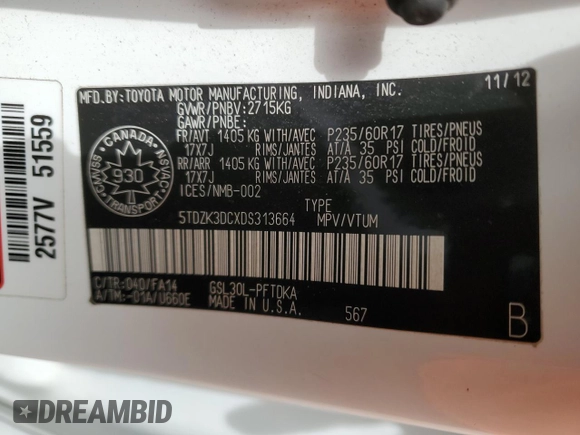 MFD.BY:TOYOTA MOTOR MANUFACTURING, INDIANA, INC. 11/12
GVWR/PNBV:2715KG
GAWR/PNBE:
FR/AVT 1405 KG WITH/AVEC P235/60R17 TIRES/PNEUS
17X7J RIMS/JANTES AT/A 35 PSI COLD/FROID
RR/ARR 1405 KG WITH/AVEC P235/60R17 TIRES/PNEUS
17X7J RIMS/JANTES AT/A 35 PSI COLD/FROID
ICES/NMB-002
TYPE
5TDZK3DCXDS313664 MPV/VTUM
C/TR:040/FA14 GSL30L-PFTDKA
A/TM:-01A/U660E MADE IN U.S.A. 567
B
CANADA
CMVSS NSVAC
930
TRANSPORT
2577V 51559
DREAMBID